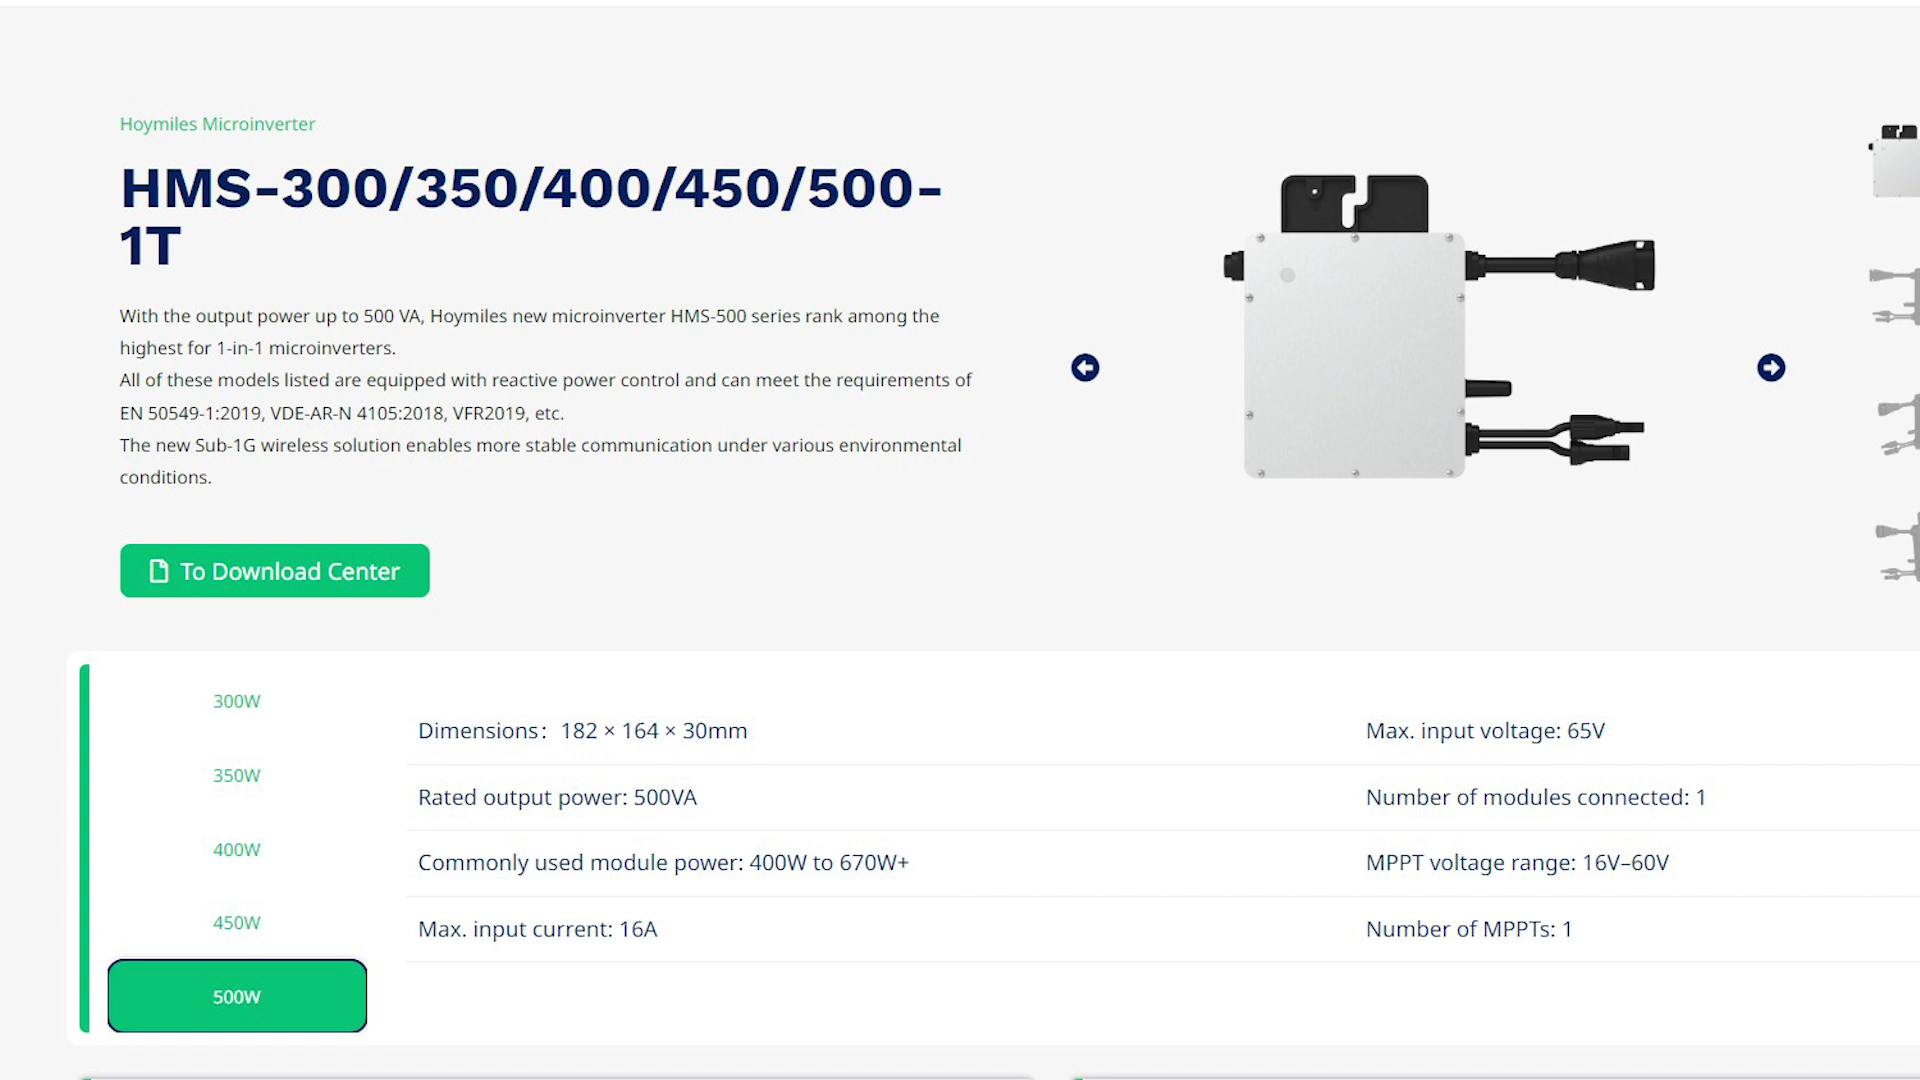 Hoymiles Microinverter
HMS-300/350/400/450/500-
1T
With the output power up to 500 VA, Hoymiles new microinverter HMS-500 series rank among the
highest for 1-in-1 microinverters.
All of these models listed are equipped with reactive power control and can meet the requirements of
EN 50549-1:2019, VDE-AR-N 4105:2018, VFR2019, etc.
The new Sub-1G wireless solution enables more stable communication under various environmental
conditions.
To Download Center
300W
350W
400W
450W
500W
Dimensions： 182 × 164 × 30mm
Rated output power: 500VA
Commonly used module power: 400W to 670W+
Max. input current: 16A
Max. input voltage: 65V
Number of modules connected: 1
MPPT voltage range: 16V–60V
Number of MPPTs: 1